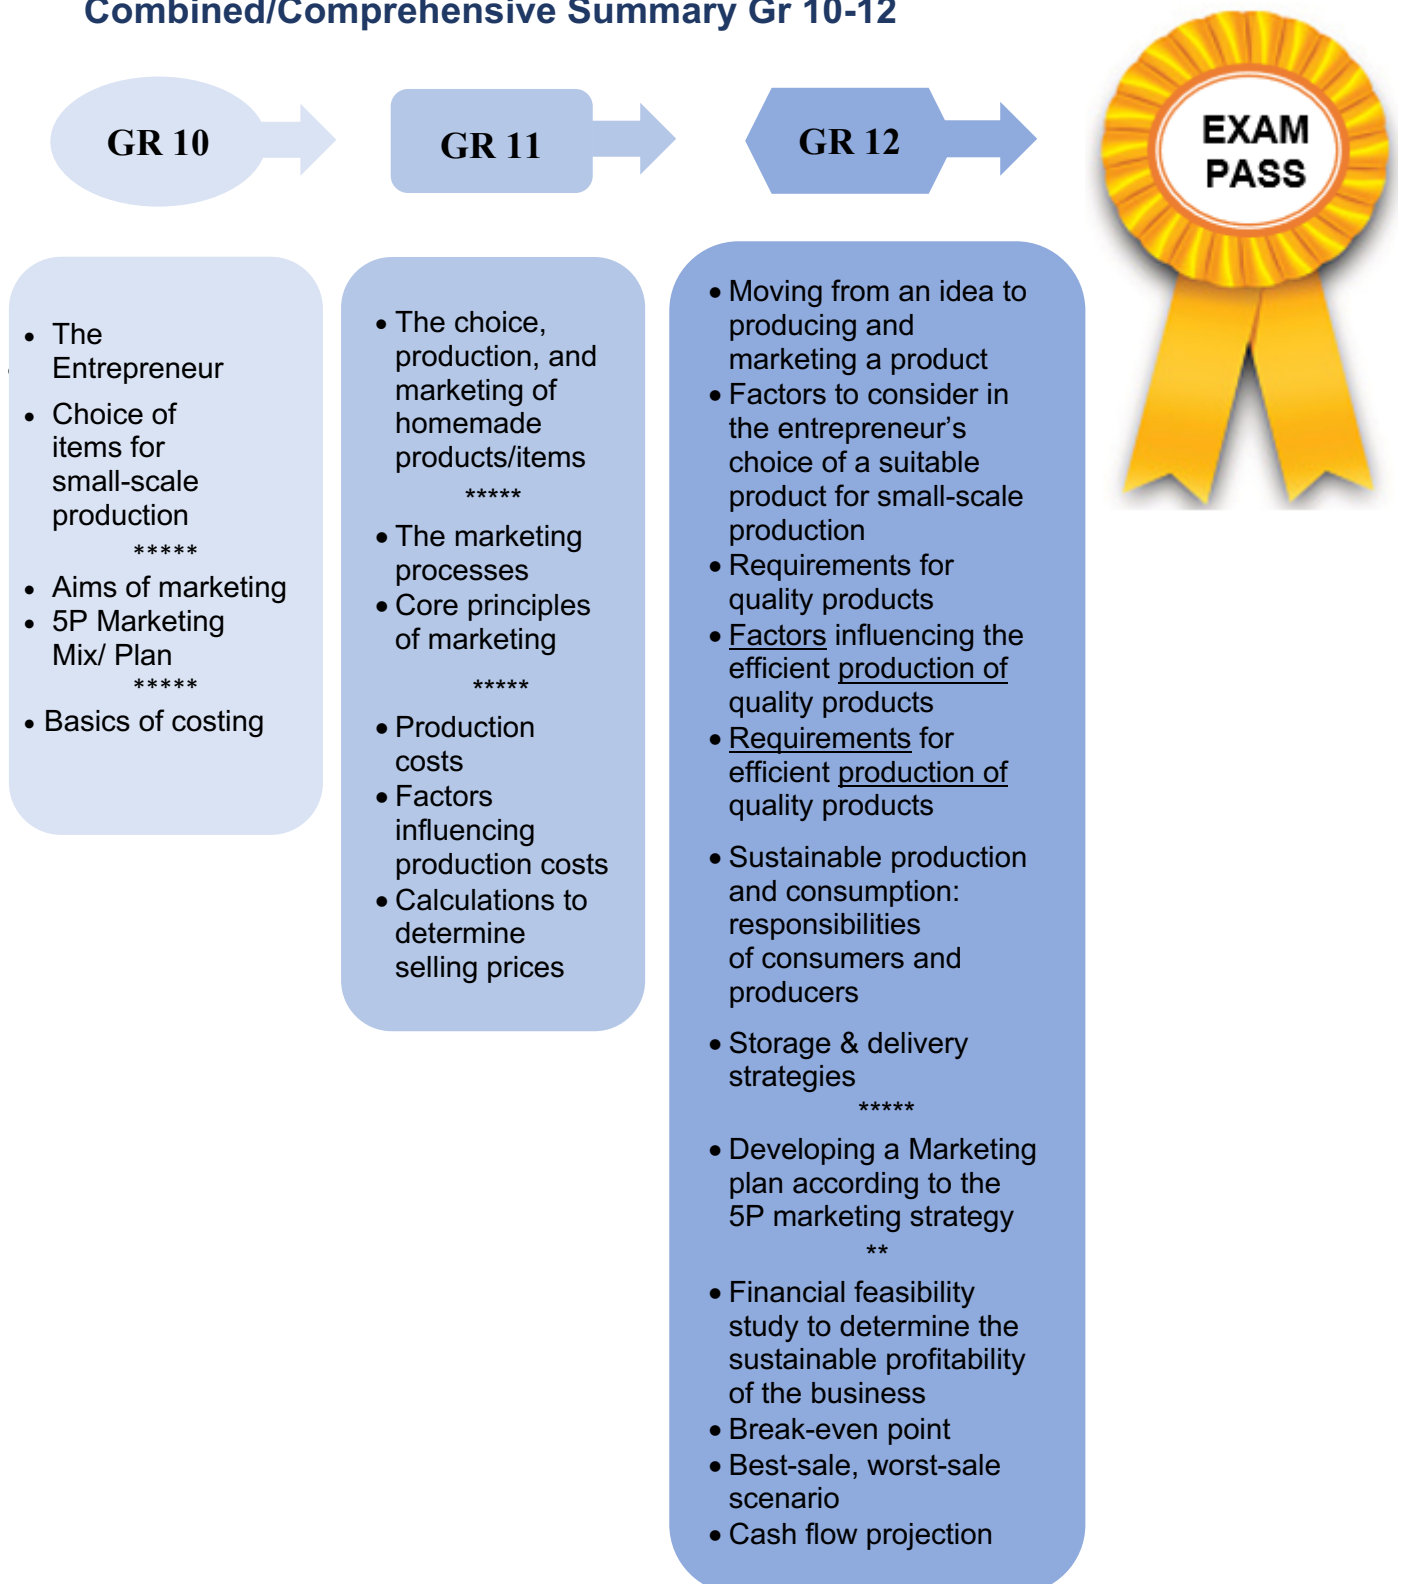 Combined/Comprehensive Summary Gr 10-12
GR 10
GR 11
GR 12
EXAM
PASS
• The
Entrepreneur
• Choice of
items for
small-scale
production
*****
• Aims of marketing
• 5P Marketing
Mix/ Plan
*****
• Basics of costing
• The choice,
production, and
marketing of
homemade
products/items
*****
• The marketing
processes
• Core principles
of marketing
*****
• Production
costs
• Factors
influencing
production costs
• Calculations to
determine
selling prices
• Moving from an idea to
producing and
marketing a product
• Factors to consider in
the entrepreneur’s
choice of a suitable
product for small-scale
production
• Requirements for
quality products
• Factors influencing the
efficient production of
quality products
• Requirements for
efficient production of
quality products
• Sustainable production
and consumption:
responsibilities
of consumers and
producers
• Storage & delivery
strategies
*****
• Developing a Marketing
plan according to the
5P marketing strategy
**
• Financial feasibility
study to determine the
sustainable profitability
of the business
• Break-even point
• Best-sale, worst-sale
scenario
• Cash flow projection